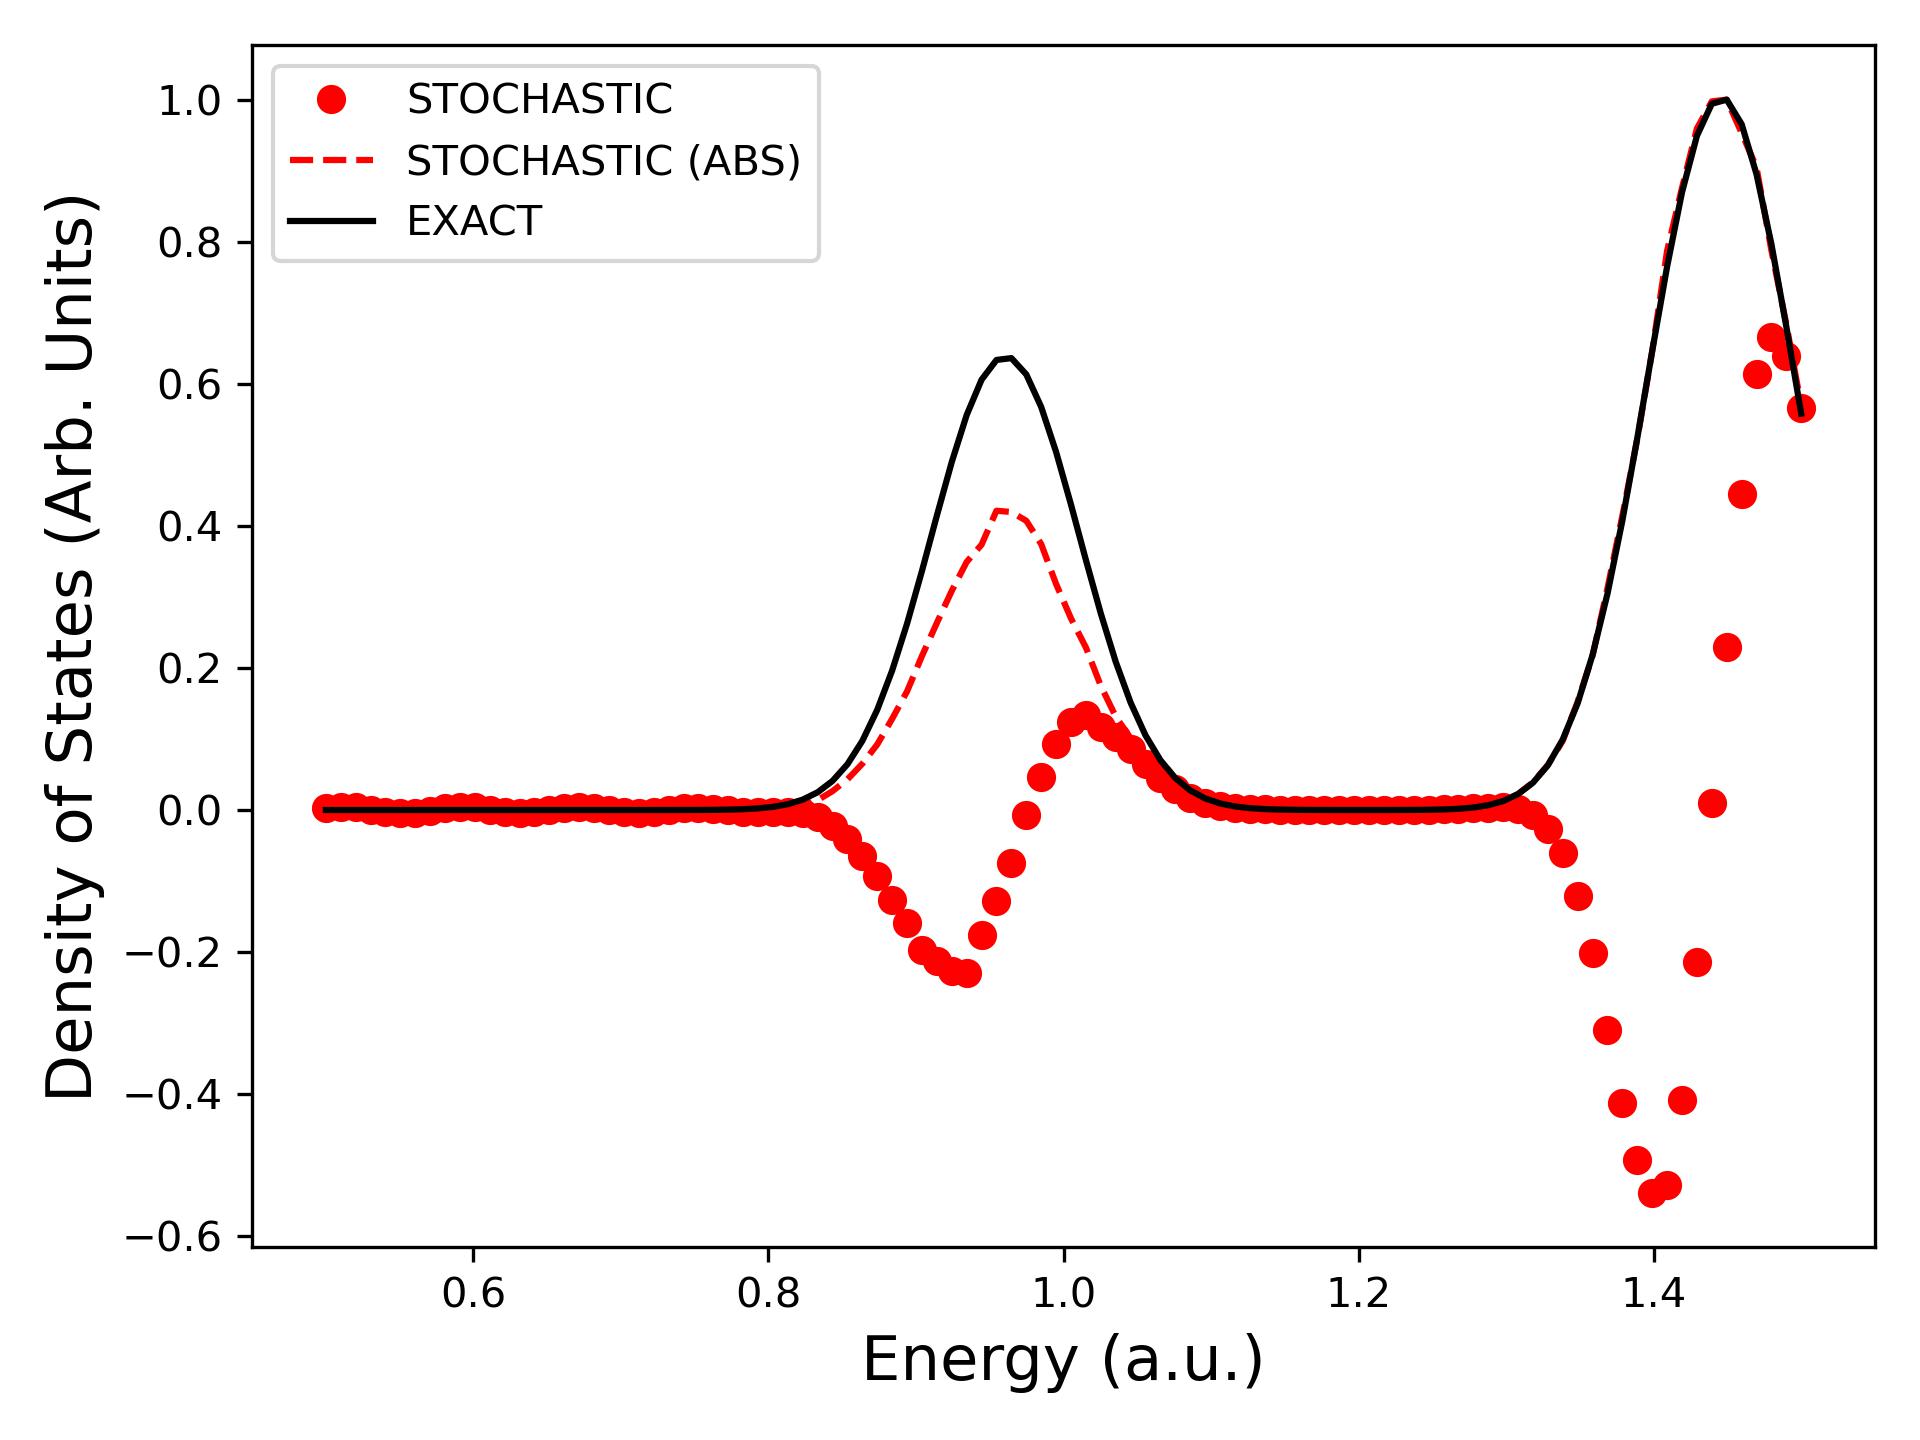 STOCHASTIC
STOCHASTIC (ABS)
EXACT
Density of States (Arb. Units)
1.0
0.8
0.6
0.4
0.2
0.0
−0.2
−0.4
−0.6
0.6 0.8 1.0 1.2 1.4
Energy (a.u.)